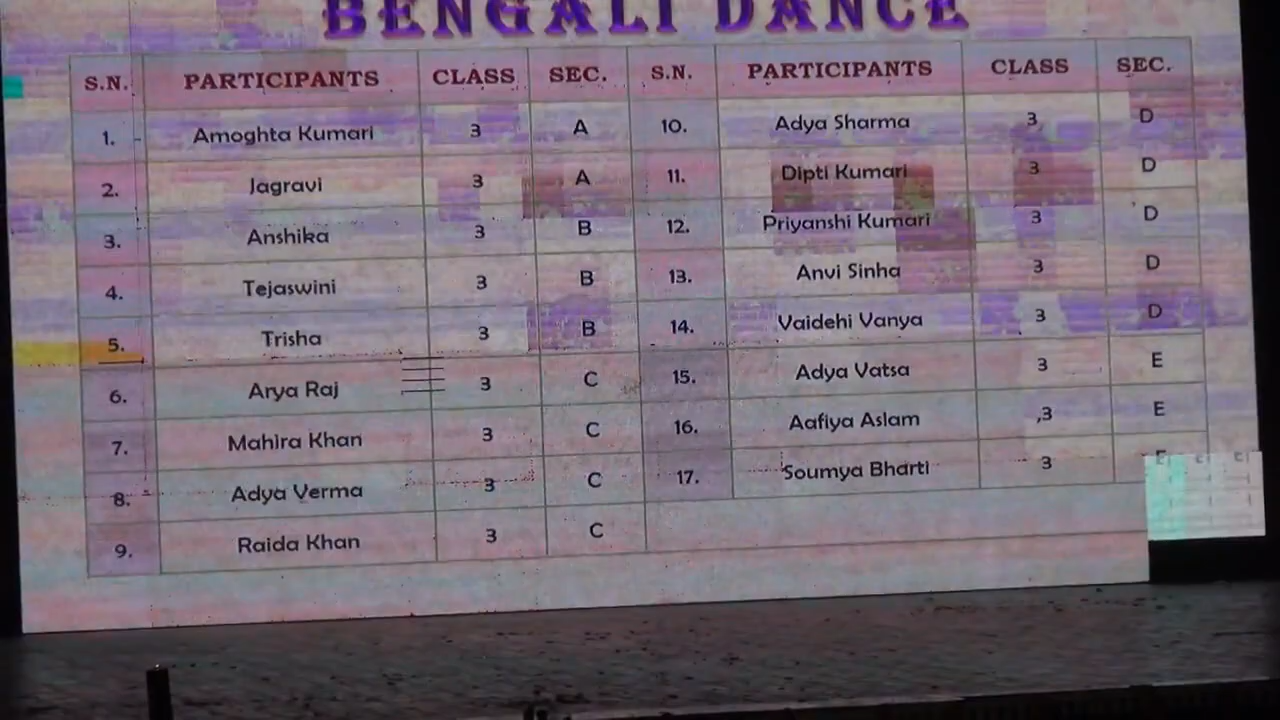 BENGALI DANCE
S.N. PARTICIPANTS CLASS SEC. S.N. PARTICIPANTS CLASS SEC.
1. Amoghta Kumari 3 A 10. Adya Sharma 3 D
2. Jagravi 3 A 11. Dipti Kumari 3 D
3. Anshika 3 B 12. Priyanshi Kumari 3 D
4. Tejaswini 3 B 13. Anvi Sinha 3 D
5. Trisha 3 B 14. Vaidehi Vanya 3 D
6. Arya Raj 3 C 15. Adya Vatsa 3 E
7. Mahira Khan 3 C 16. Aafiya Aslam 3 E
8. Adya Verma 3 C 17. Soumya Bharti 3
9. Raida Khan 3 C